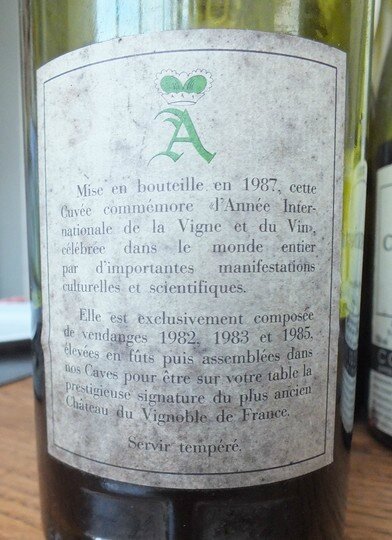 A
Mise en bouteille en 1987, cette
Cuvée commémore «l'Année Inter-
nationale de la Vigne et du Vin»,
célébrée dans le monde entier
par d'importantes manifestations
culturelles et scientifiques.
Elle est exclusivement composée
de vendanges 1982, 1983 et 1985,
élevées en fûts puis assemblées dans
nos Caves pour être sur votre table la
prestigieuse signature du plus ancien
Château du Vignoble de France.
Servir tempéré.